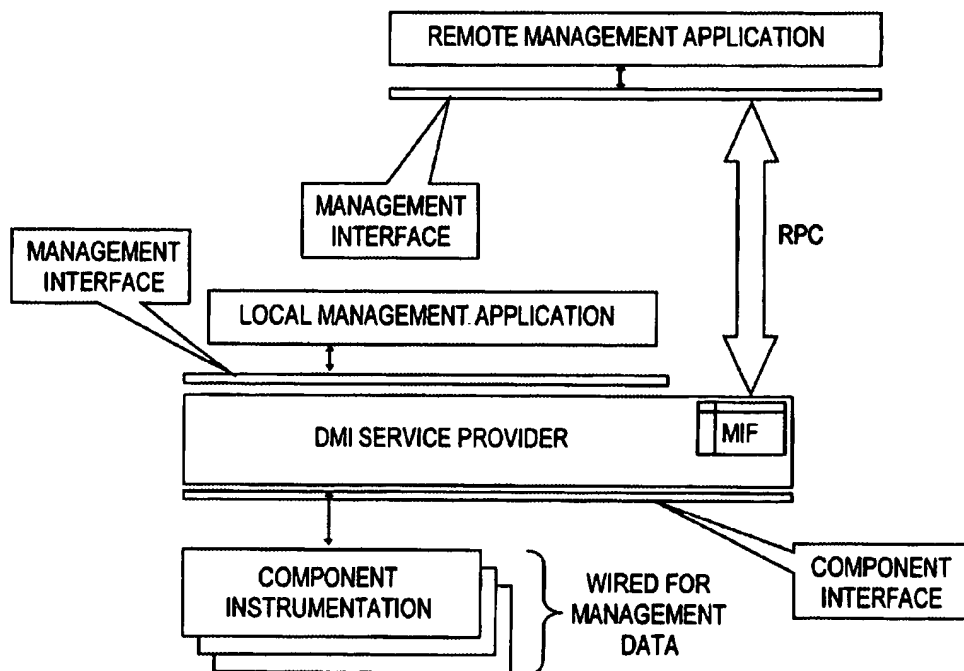 REMOTE MANAGEMENT APPLICATION
MANAGEMENT
INTERFACE
RPC
MANAGEMENT
INTERFACE
LOCAL MANAGEMENT APPLICATION
DMI SERVICE PROVIDER
MIF
COMPONENT
INSTRUMENTATION
WIRED FOR
MANAGEMENT
DATA
COMPONENT
INTERFACE